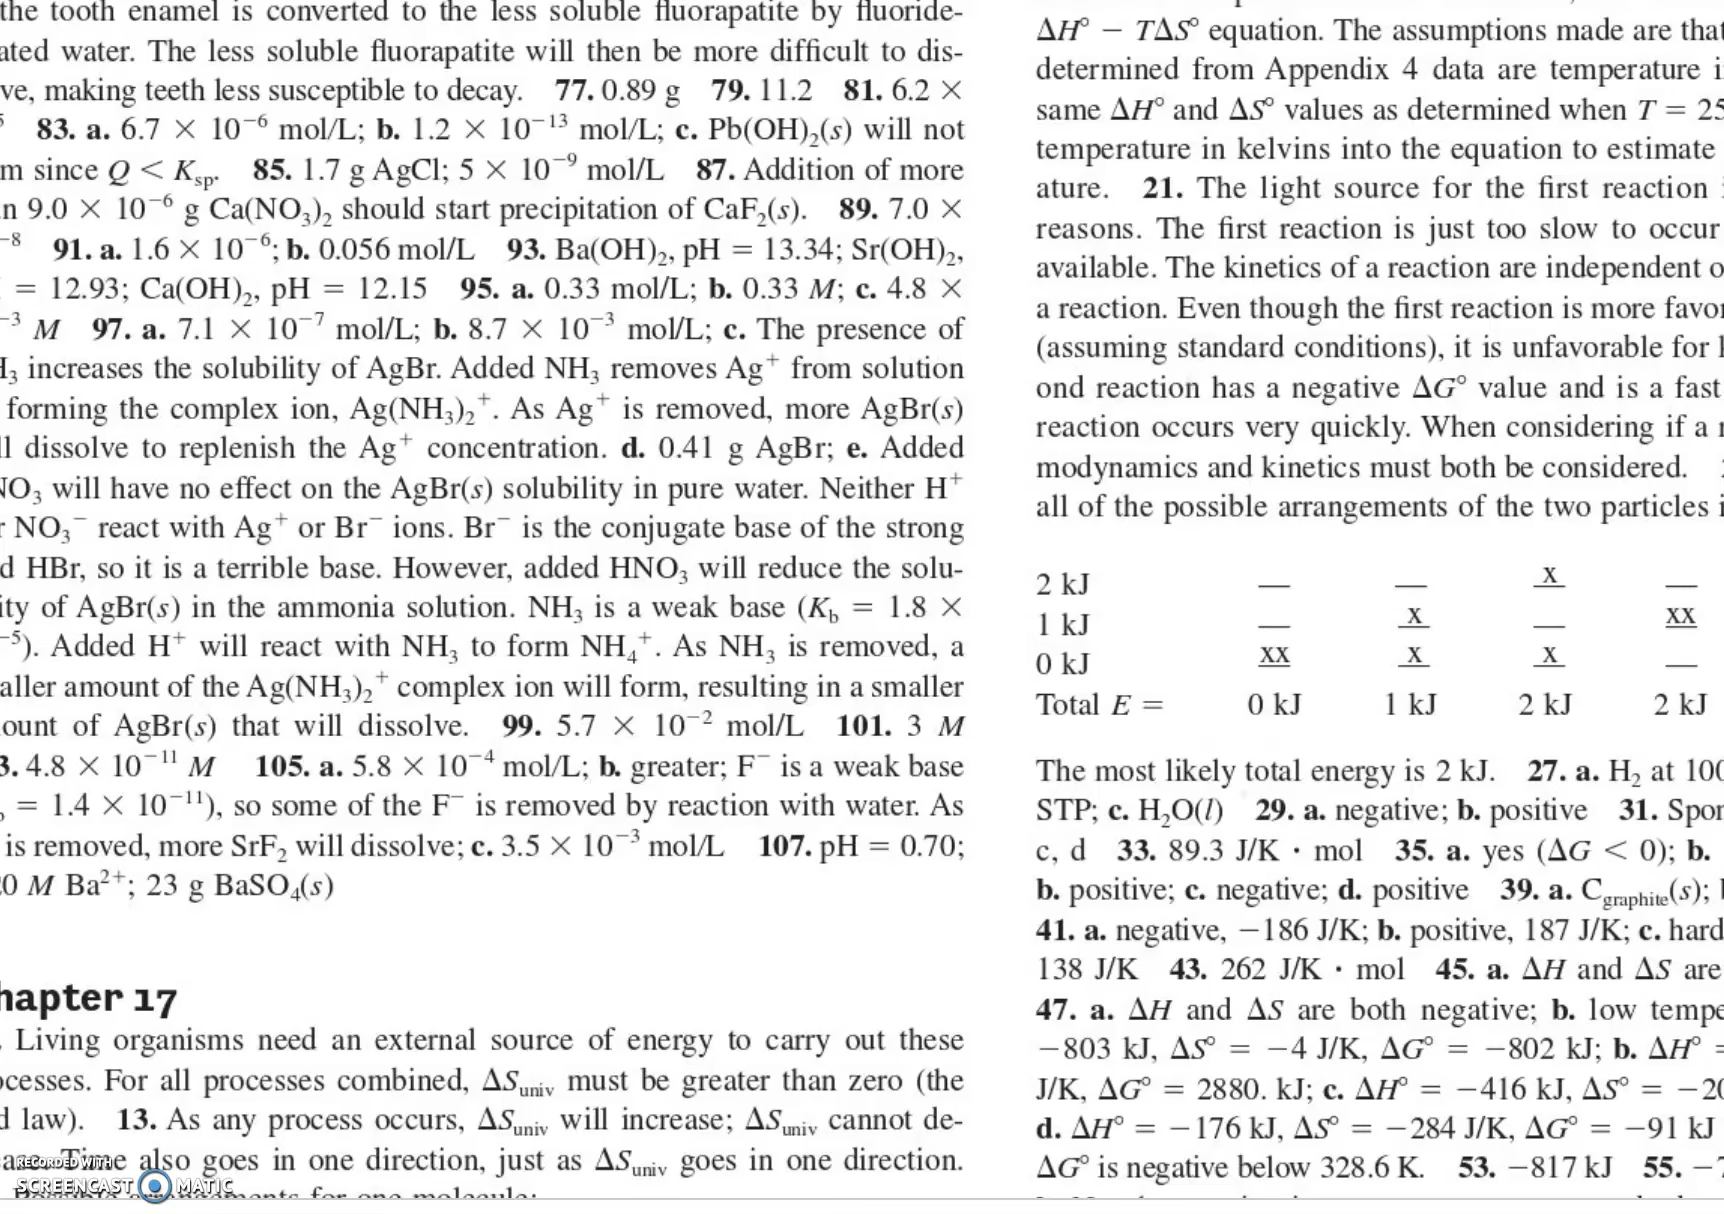 the tooth enamel is converted to the less soluble fluorapatite by fluoride-
ated water. The less soluble fluorapatite will then be more difficult to dis-
ve, making teeth less susceptible to decay. 77. 0.89 g 79. 11.2 81. 6.2 ×
⁵ 83. a. 6.7 × 10⁻⁶ mol/L; b. 1.2 × 10⁻¹³ mol/L; c. Pb(OH)₂(s) will not
m since Q < Ksp. 85. 1.7 g AgCl; 5 × 10⁻⁹ mol/L 87. Addition of more
n 9.0 × 10⁻⁶ g Ca(NO₃)₂ should start precipitation of CaF₂(s). 89. 7.0 ×
⁻⁸ 91. a. 1.6 × 10⁻⁶; b. 0.056 mol/L 93. Ba(OH)₂, pH = 13.34; Sr(OH)₂,
= 12.93; Ca(OH)₂, pH = 12.15 95. a. 0.33 mol/L; b. 0.33 M; c. 4.8 ×
⁻³ M 97. a. 7.1 × 10⁻⁷ mol/L; b. 8.7 × 10⁻³ mol/L; c. The presence of
H₃ increases the solubility of AgBr. Added NH₃ removes Ag⁺ from solution
forming the complex ion, Ag(NH₃)₂⁺. As Ag⁺ is removed, more AgBr(s)
ll dissolve to replenish the Ag⁺ concentration. d. 0.41 g AgBr; e. Added
NO₃ will have no effect on the AgBr(s) solubility in pure water. Neither H⁺
r NO₃⁻ react with Ag⁺ or Br⁻ ions. Br⁻ is the conjugate base of the strong
d HBr, so it is a terrible base. However, added HNO₃ will reduce the solu-
ity of AgBr(s) in the ammonia solution. NH₃ is a weak base (Kb = 1.8 ×
⁻⁵). Added H⁺ will react with NH₃ to form NH₄⁺. As NH₃ is removed, a
aller amount of the Ag(NH₃)₂⁺ complex ion will form, resulting in a smaller
ount of AgBr(s) that will dissolve. 99. 5.7 × 10⁻² mol/L 101. 3 M
3. 4.8 × 10⁻¹¹ M 105. a. 5.8 × 10⁻⁴ mol/L; b. greater; F⁻ is a weak base
= 1.4 × 10⁻¹¹), so some of the F⁻ is removed by reaction with water. As
is removed, more SrF₂ will dissolve; c. 3.5 × 10⁻³ mol/L 107. pH = 0.70;
0 M Ba²⁺; 23 g BaSO₄(s)
hapter 17
. Living organisms need an external source of energy to carry out these
ocesses. For all processes combined, ΔSuniv must be greater than zero (the
d law). 13. As any process occurs, ΔSuniv will increase; ΔSuniv cannot de-
also goes in one direction, just as ΔSuniv goes in one direction.
RECORDED WITH
SCREENCAST MATIC
ΔH° − TΔS° equation. The assumptions made are that
determined from Appendix 4 data are temperature i
same ΔH° and ΔS° values as determined when T = 25
temperature in kelvins into the equation to estimate
ature. 21. The light source for the first reaction i
reasons. The first reaction is just too slow to occur
available. The kinetics of a reaction are independent o
a reaction. Even though the first reaction is more favor
(assuming standard conditions), it is unfavorable for k
ond reaction has a negative ΔG° value and is a fast
reaction occurs very quickly. When considering if a r
modynamics and kinetics must both be considered.
all of the possible arrangements of the two particles i
2 kJ — — x —
1 kJ — x — xx
0 kJ xx x x —
Total E = 0 kJ 1 kJ 2 kJ 2 kJ
The most likely total energy is 2 kJ. 27. a. H₂ at 100
STP; c. H₂O(l) 29. a. negative; b. positive 31. Spon
c, d 33. 89.3 J/K · mol 35. a. yes (ΔG < 0); b.
b. positive; c. negative; d. positive 39. a. Cgraphite(s); b
41. a. negative, −186 J/K; b. positive, 187 J/K; c. hard
138 J/K 43. 262 J/K · mol 45. a. ΔH and ΔS are
47. a. ΔH and ΔS are both negative; b. low tempe
−803 kJ, ΔS° = −4 J/K, ΔG° = −802 kJ; b. ΔH° =
J/K, ΔG° = 2880. kJ; c. ΔH° = −416 kJ, ΔS° = −20
d. ΔH° = −176 kJ, ΔS° = −284 J/K, ΔG° = −91 kJ
ΔG° is negative below 328.6 K. 53. −817 kJ 55. −7